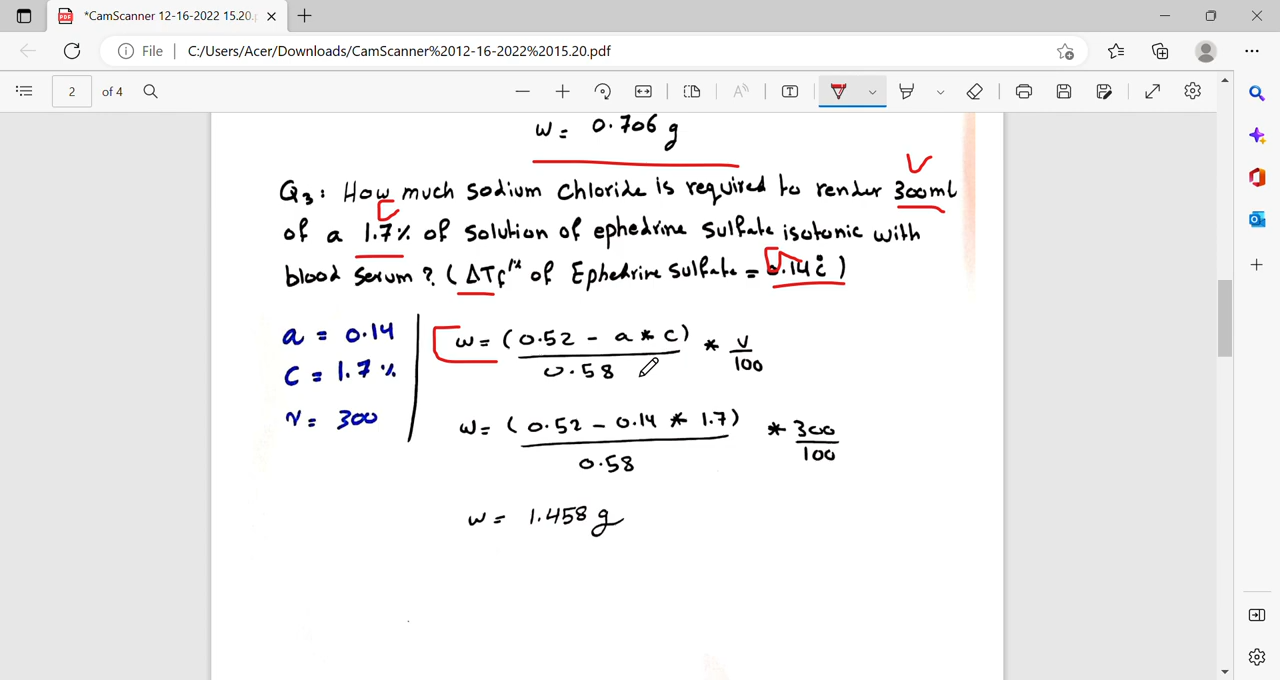 *CamScanner 12-16-2022 15.20.p
File | C:/Users/Acer/Downloads/CamScanner%2012-16-2022%2015.20.pdf
2 of 4
w = 0.706 g
Q3: How much sodium chloride is required to render 300ml
of a 1.7% of solution of ephedrine sulfate isotonic with
blood serum? (ΔTf1% of Ephedrine sulfate = 0.14 c̊)
a = 0.14
C = 1.7 %
v = 300
w = (0.52 - a * C) / 0.58 * v / 100
w = (0.52 - 0.14 * 1.7) / 0.58 * 300 / 100
w = 1.458 g